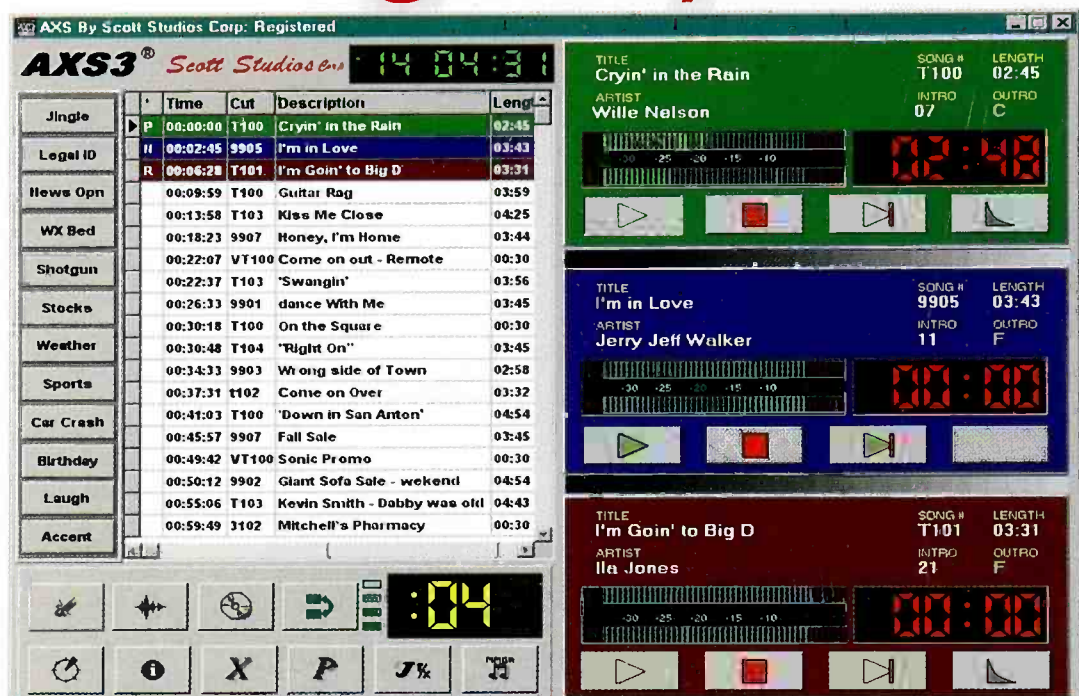 AXS By Scott Studios Corp: Registered
AXS3® Scott Studios Corp. 14 04:31
Jingle
Legal ID
News Opn
WX Bed
Shotgun
Stocks
Weather
Sports
Car Crash
Birthday
Laugh
Accent
Time Cut Description Leng
P 00:00:00 T100 Cryin' in the Rain 02:45
N 00:02:45 9905 I'm in Love 03:43
R 00:06:28 T101 I'm Goin' to Big D 03:31
00:09:59 T100 Guitar Rag 03:59
00:13:58 T103 Kiss Me Close 04:25
00:18:23 9907 Honey, I'm Home 03:44
00:22:07 VT100 Come on out - Remote 00:30
00:22:37 T103 'Swangin' 03:56
00:26:33 9901 dance With Me 03:45
00:30:18 T100 On the Square 00:30
00:30:48 T104 "Right On" 03:45
00:34:33 9903 Wrong side of Town 02:58
00:37:31 t102 Come on Over 03:32
00:41:03 T100 'Down in San Anton' 04:54
00:45:57 9907 Fall Sale 03:45
00:49:42 VT100 Sonic Promo 00:30
00:50:12 9902 Giant Sofa Sale - wekend 04:54
00:55:06 T103 Kevin Smith - Dabby was old 04:43
00:59:49 3102 Mitchell's Pharmacy 00:30
:04
X P J
TITLE SONG # LENGTH
Cryin' in the Rain T100 02:45
ARTIST INTRO OUTRO
Wille Nelson 07 C
-30 -25 -20 -15 -10
02:48
TITLE SONG # LENGTH
I'm in Love 9905 03:43
ARTIST INTRO OUTRO
Jerry Jeff Walker 11 F
-30 -25 -20 -15 -10
00:00
TITLE SONG # LENGTH
I'm Goin' to Big D T101 03:31
ARTIST INTRO OUTRO
Ila Jones 21 F
-30 -25 -20 -15 -10
00:00